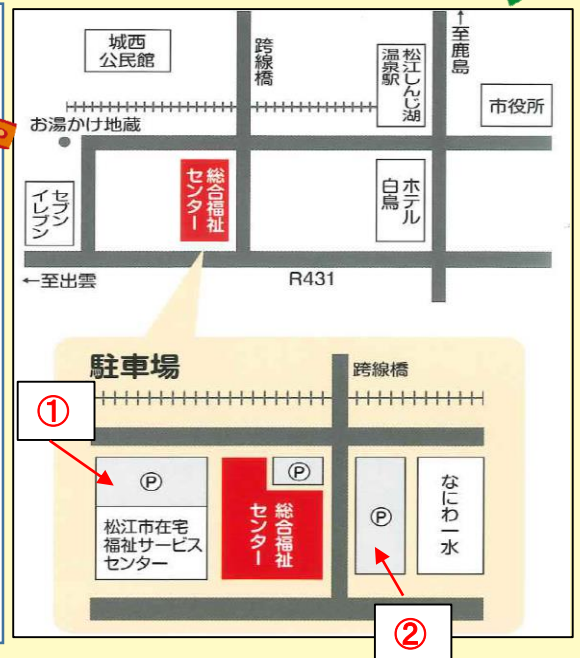 城西
公民館
跨線橋
松江しんじ湖
温泉駅
↑至鹿島
市役所
お湯かけ地蔵
セブン
イレブン
総合福祉
センター
ホテル
白鳥
←至出雲
R431
駐車場
跨線橋
①
Ⓟ
松江市在宅
福祉サービス
センター
Ⓟ
総合福祉
センター
Ⓟ
なにわ一水
②